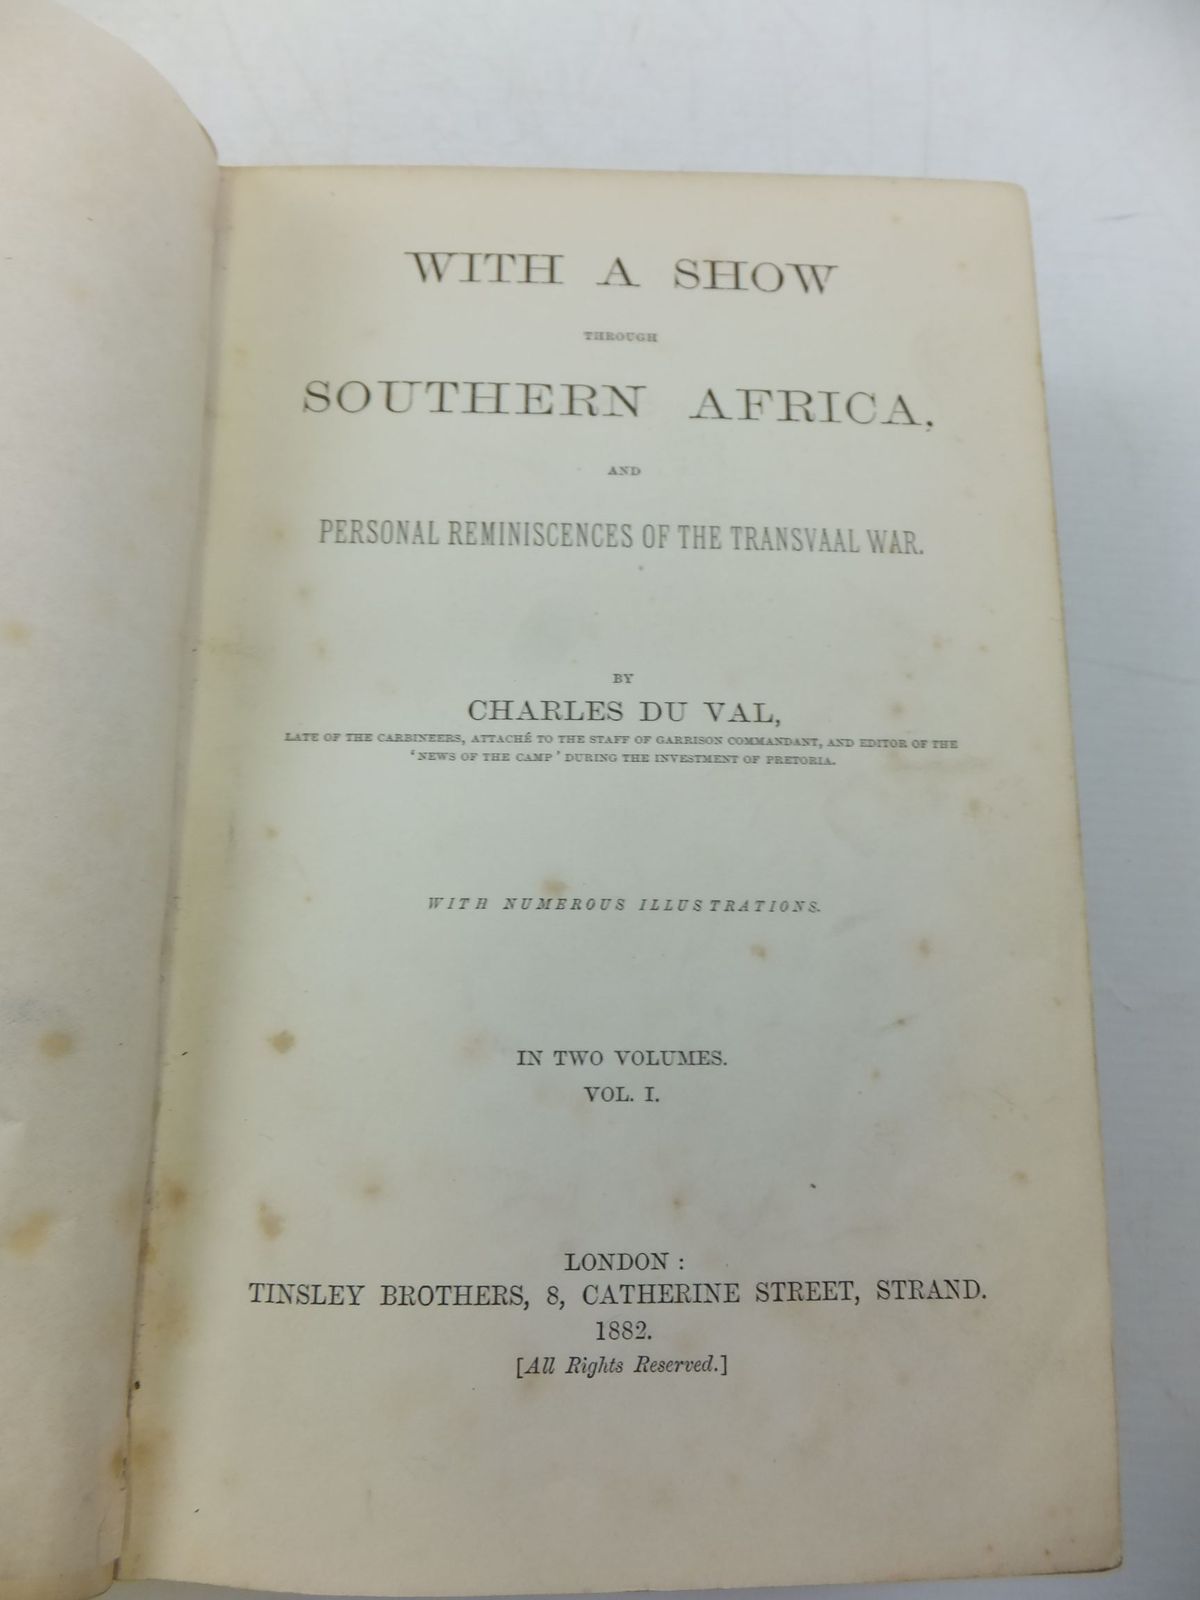 WITH A SHOW
THROUGH
SOUTHERN AFRICA,
AND
PERSONAL REMINISCENCES OF THE TRANSVAAL WAR.
BY
CHARLES DU VAL,
LATE OF THE CARBINEERS, ATTACHÉ TO THE STAFF OF GARRISON COMMANDANT, AND EDITOR OF THE
'NEWS OF THE CAMP' DURING THE INVESTMENT OF PRETORIA.
WITH NUMEROUS ILLUSTRATIONS.
IN TWO VOLUMES.
VOL. I.
LONDON:
TINSLEY BROTHERS, 8, CATHERINE STREET, STRAND.
1882.
[All Rights Reserved.]